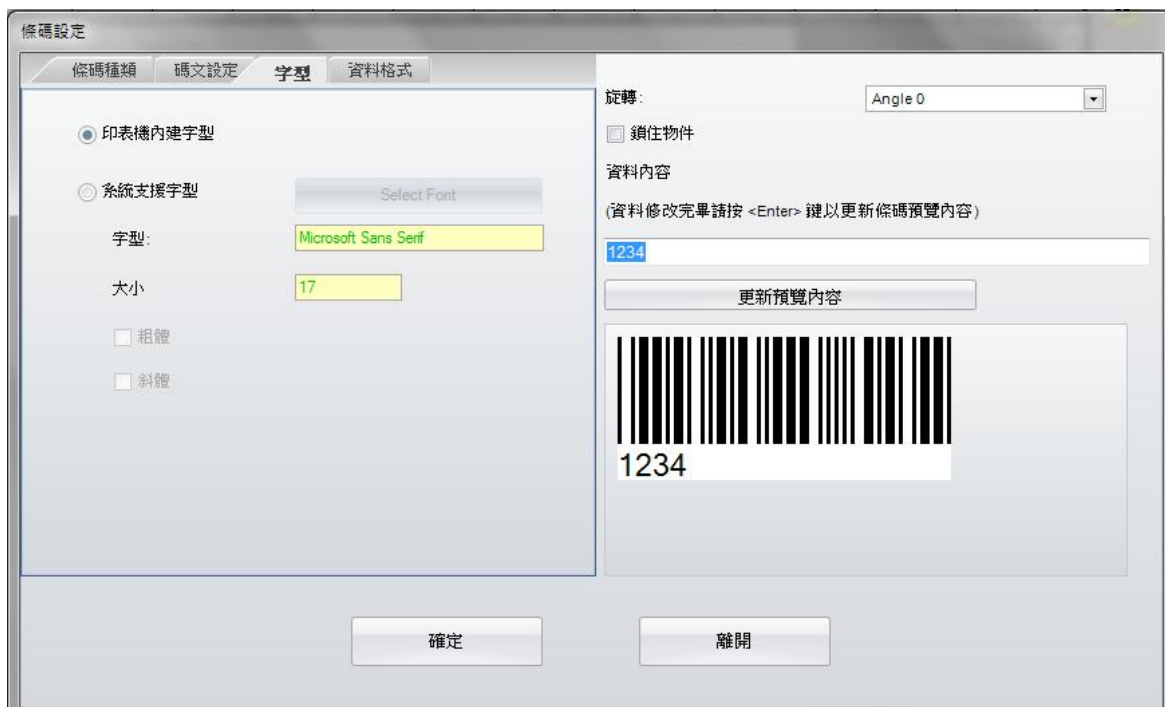 條碼設定
條碼種類 碼文設定 字型 資料格式
印表機內建字型
系統支援字型 Select Font
字型: Microsoft Sans Serif
大小 17
粗體
斜體
旋轉: Angle 0
鎖住物件
資料內容
(資料修改完畢請按 <Enter> 鍵以更新條碼預覽內容)
1234
更新預覽內容
1234
確定 離開